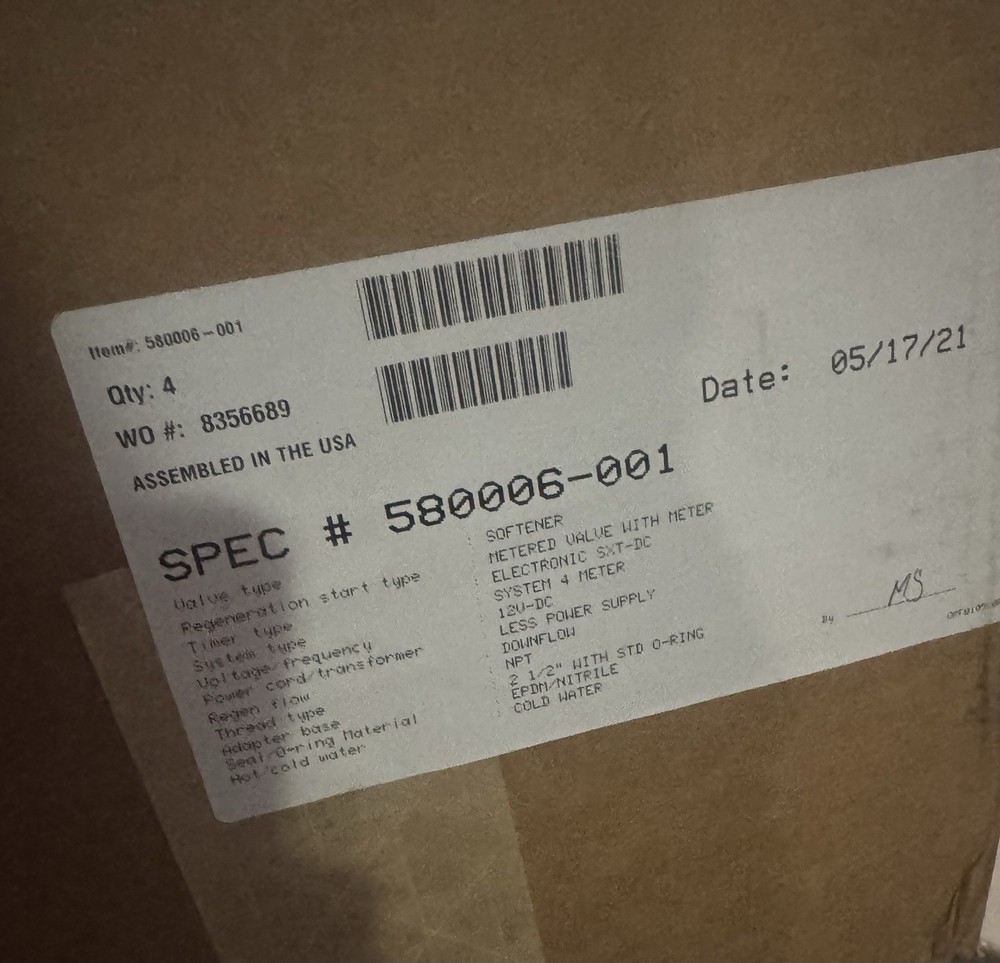 Item#: 580006-001
Qty: 4
WO #: 8356689
ASSEMBLED IN THE USA
Date: 05/17/21
SPEC # 580006-001
Valve type : SOFTENER
Regeneration start type : METERED VALVE WITH METER
Timer type : ELECTRONIC SXT-DC
System type : SYSTEM 4 METER
Voltage/frequency : 12V-DC
Power cord/transformer : LESS POWER SUPPLY
Regen flow : DOWNFLOW
Thread type : NPT
Adapter base : 2 1/2" WITH STD O-RING
Seal/O-ring Material : EPDM/NITRILE
Hot/cold water : COLD WATER
By MS